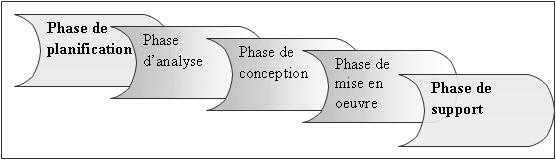 Phase de
planification
Phase
d’analyse
Phase de
conception
Phase de
mise en
oeuvre
Phase de
support